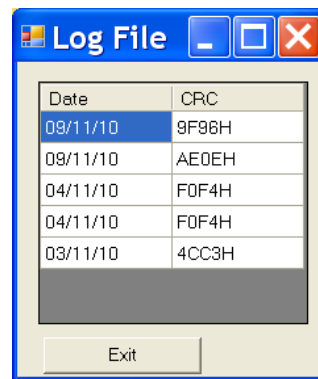 Log File
Date CRC
09/11/10 9F96H
09/11/10 AE0EH
04/11/10 F0F4H
04/11/10 F0F4H
03/11/10 4CC3H
Exit